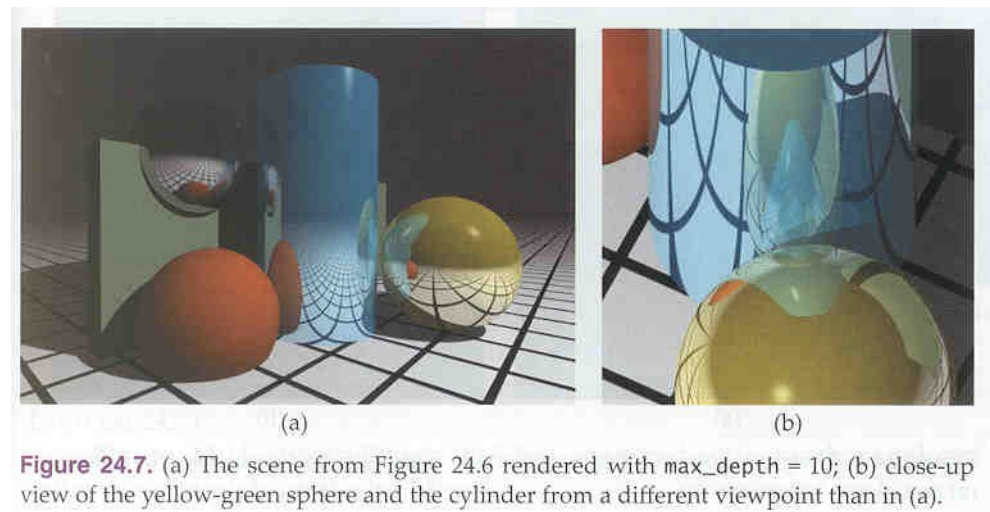 (a)
(b)
Figure 24.7. (a) The scene from Figure 24.6 rendered with max_depth = 10; (b) close-up
view of the yellow-green sphere and the cylinder from a different viewpoint than in (a).